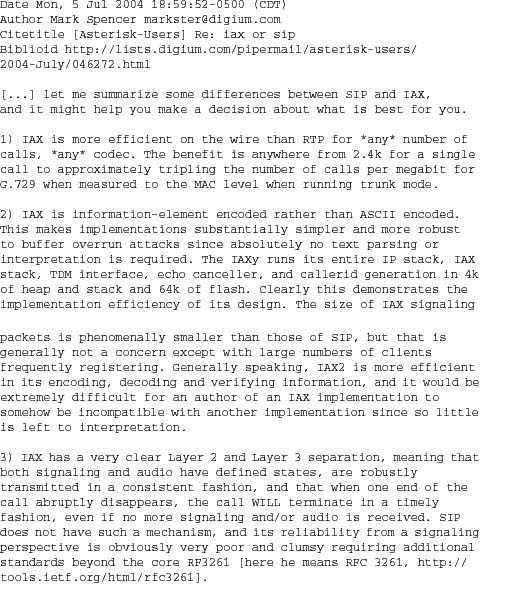 Date Mon, 5 Jul 2004 18:59:52-0500 (CDT)
Author Mark Spencer markster@digium.com
Citetitle [Asterisk-Users] Re: iax or sip
Biblioid http://lists.digium.com/pipermail/asterisk-users/
2004-July/046272.html
[...] let me summarize some differences between SIP and IAX,
and it might help you make a decision about what is best for you.
1) IAX is more efficient on the wire than RTP for *any* number of
calls, *any* codec. The benefit is anywhere from 2.4k for a single
call to approximately tripling the number of calls per megabit for
G.729 when measured to the MAC level when running trunk mode.
2) IAX is information-element encoded rather than ASCII encoded.
This makes implementations substantially simpler and more robust
to buffer overrun attacks since absolutely no text parsing or
interpretation is required. The IAXy runs its entire IP stack, IAX
stack, TDM interface, echo canceller, and callerid generation in 4k
of heap and stack and 64k of flash. Clearly this demonstrates the
implementation efficiency of its design. The size of IAX signaling
packets is phenomenally smaller than those of SIP, but that is
generally not a concern except with large numbers of clients
frequently registering. Generally speaking, IAX2 is more efficient
in its encoding, decoding and verifying information, and it would be
extremely difficult for an author of an IAX implementation to
somehow be incompatible with another implementation since so little
is left to interpretation.
3) IAX has a very clear Layer 2 and Layer 3 separation, meaning that
both signaling and audio have defined states, are robustly
transmitted in a consistent fashion, and that when one end of the
call abruptly disappears, the call WILL terminate in a timely
fashion, even if no more signaling and/or audio is received. SIP
does not have such a mechanism, and its reliability from a signaling
perspective is obviously very poor and clumsy requiring additional
standards beyond the core RF3261 [here he means RFC 3261, http://
tools.ietf.org/html/rfc3261].